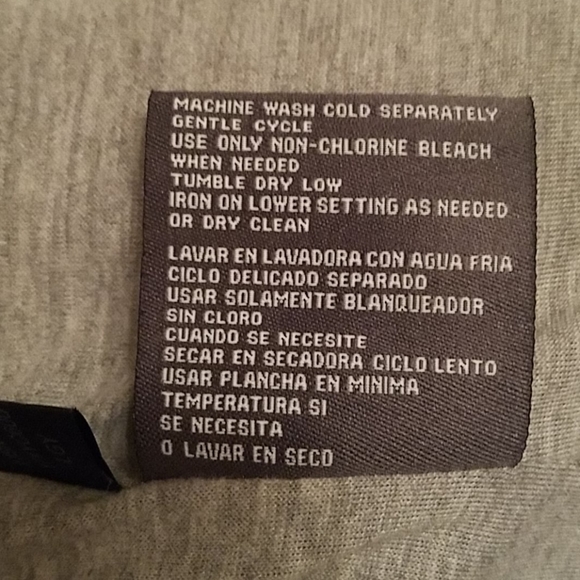 MACHINE WASH COLD SEPARATELY
GENTLE CYCLE
USE ONLY NON-CHLORINE BLEACH
WHEN NEEDED
TUMBLE DRY LOW
IRON ON LOWER SETTING AS NEEDED
OR DRY CLEAN
LAVAR EN LAVADORA CON AGUA FRIA
CICLO DELICADO SEPARADO
USAR SOLAMENTE BLANQUEADOR
SIN CLORO
CUANDO SE NECESITE
SECAR EN SECADORA CICLO LENTO
USAR PLANCHA EN MINIMA
TEMPERATURA SI
SE NECESITA
O LAVAR EN SECO